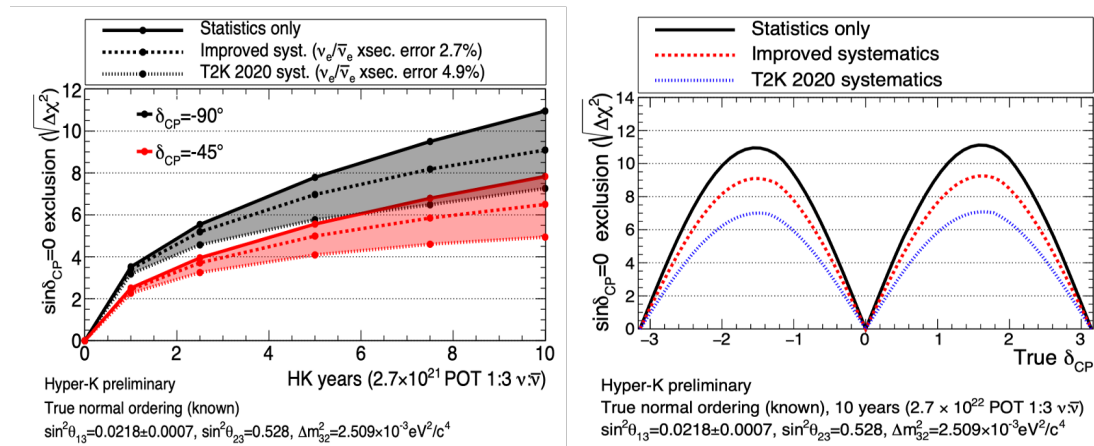 Statistics only
Improved syst. (νe/ν̅e xsec. error 2.7%)
T2K 2020 syst. (νe/ν̅e xsec. error 4.9%)
sinδCP=0 exclusion (√Δχ²)
12
10
8
6
4
2
0
δCP=-90°
δCP=-45°
0 2 4 6 8 10
HK years (2.7×10²¹ POT 1:3 ν:ν̅)
Hyper-K preliminary
True normal ordering (known)
sin²θ13=0.0218±0.0007, sin²θ23=0.528, Δm²32=2.509×10⁻³eV²/c⁴
Statistics only
Improved systematics
T2K 2020 systematics
sinδCP=0 exclusion (√Δχ²)
14
12
10
8
6
4
2
0
−3 −2 −1 0 1 2 3
True δCP
Hyper-K preliminary
True normal ordering (known), 10 years (2.7 × 10²² POT 1:3 ν:ν̅)
sin²θ13=0.0218±0.0007, sin²θ23=0.528, Δm²32=2.509×10⁻³eV²/c⁴